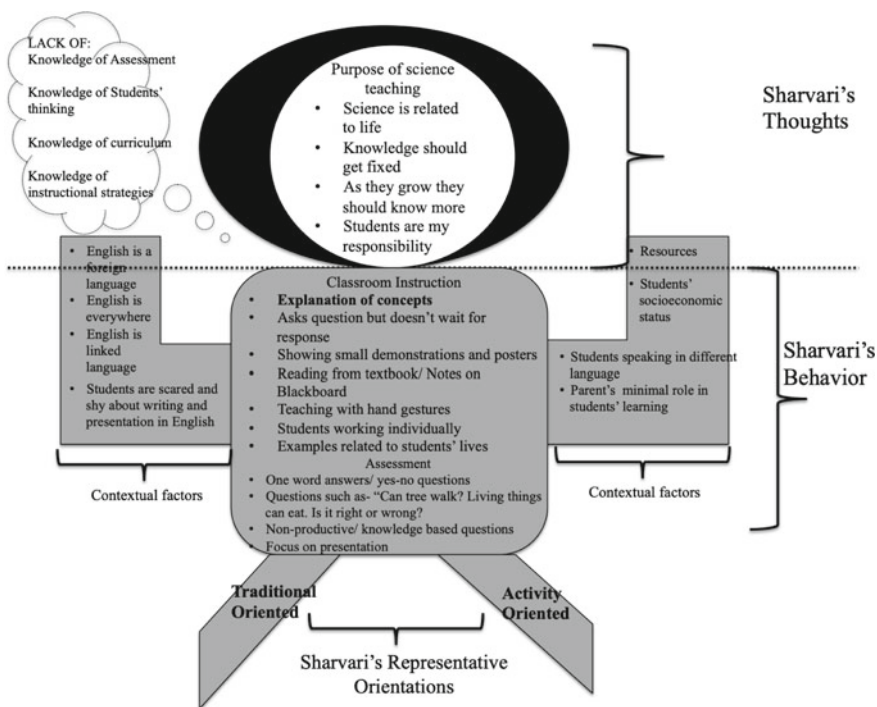 LACK OF:
Knowledge of Assessment
Knowledge of Students'
thinking
Knowledge of curriculum
Knowledge of
instructional strategies
Purpose of science
teaching
• Science is related
to life
• Knowledge should
get fixed
• As they grow they
should know more
• Students are my
responsibility
Sharvari's
Thoughts
• English is a
foreign
language
• English is
everywhere
• English is
linked
language
• Students are scared and
shy about writing and
presentation in English
Contextual factors
Classroom Instruction
• Explanation of concepts
• Asks question but doesn't wait for
response
• Showing small demonstrations and posters
• Reading from textbook/ Notes on
Blackboard
• Teaching with hand gestures
• Students working individually
• Examples related to students' lives
Assessment
• One word answers/ yes-no questions
• Questions such as- “Can tree walk? Living things
can eat. Is it right or wrong?
• Non-productive/ knowledge based questions
• Focus on presentation
• Resources
• Students'
socioeconomic
status
• Students speaking in different
language
• Parent's minimal role in
students' learning
Contextual factors
Sharvari's
Behavior
Traditional
Oriented
Activity
Oriented
Sharvari's Representative
Orientations